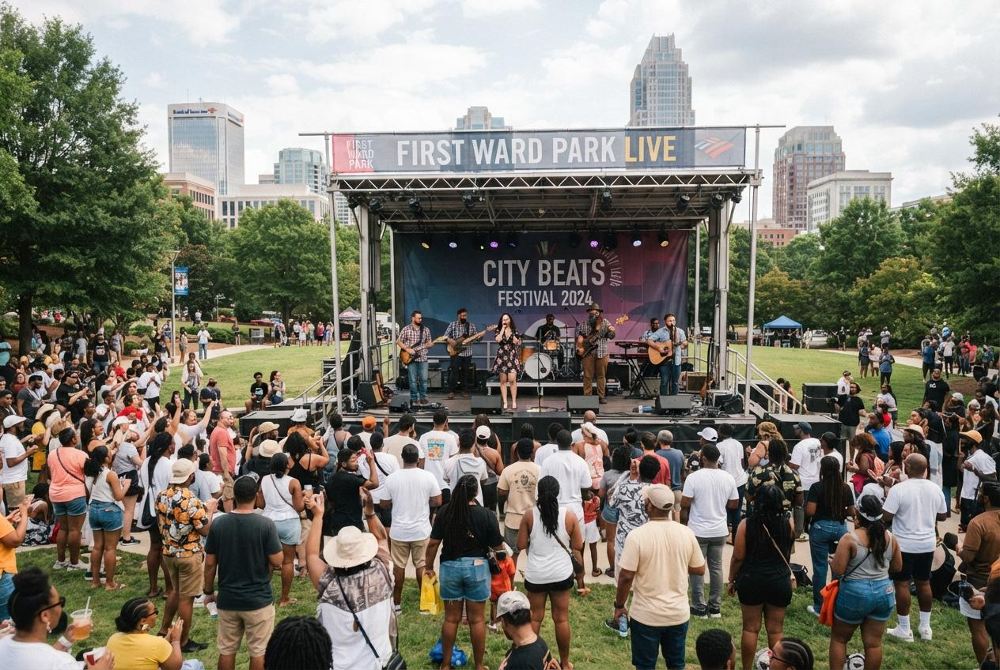 FIRST
WARD
PARK
FIRST WARD PARK LIVE
CITY BEATS
FESTIVAL 2024